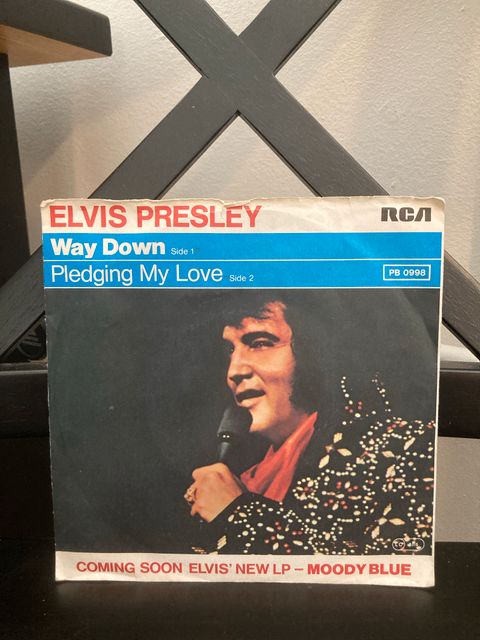 ELVIS PRESLEY RCA
Way Down Side 1
Pledging My Love Side 2 PB 0998
COMING SOON ELVIS' NEW LP – MOODY BLUE